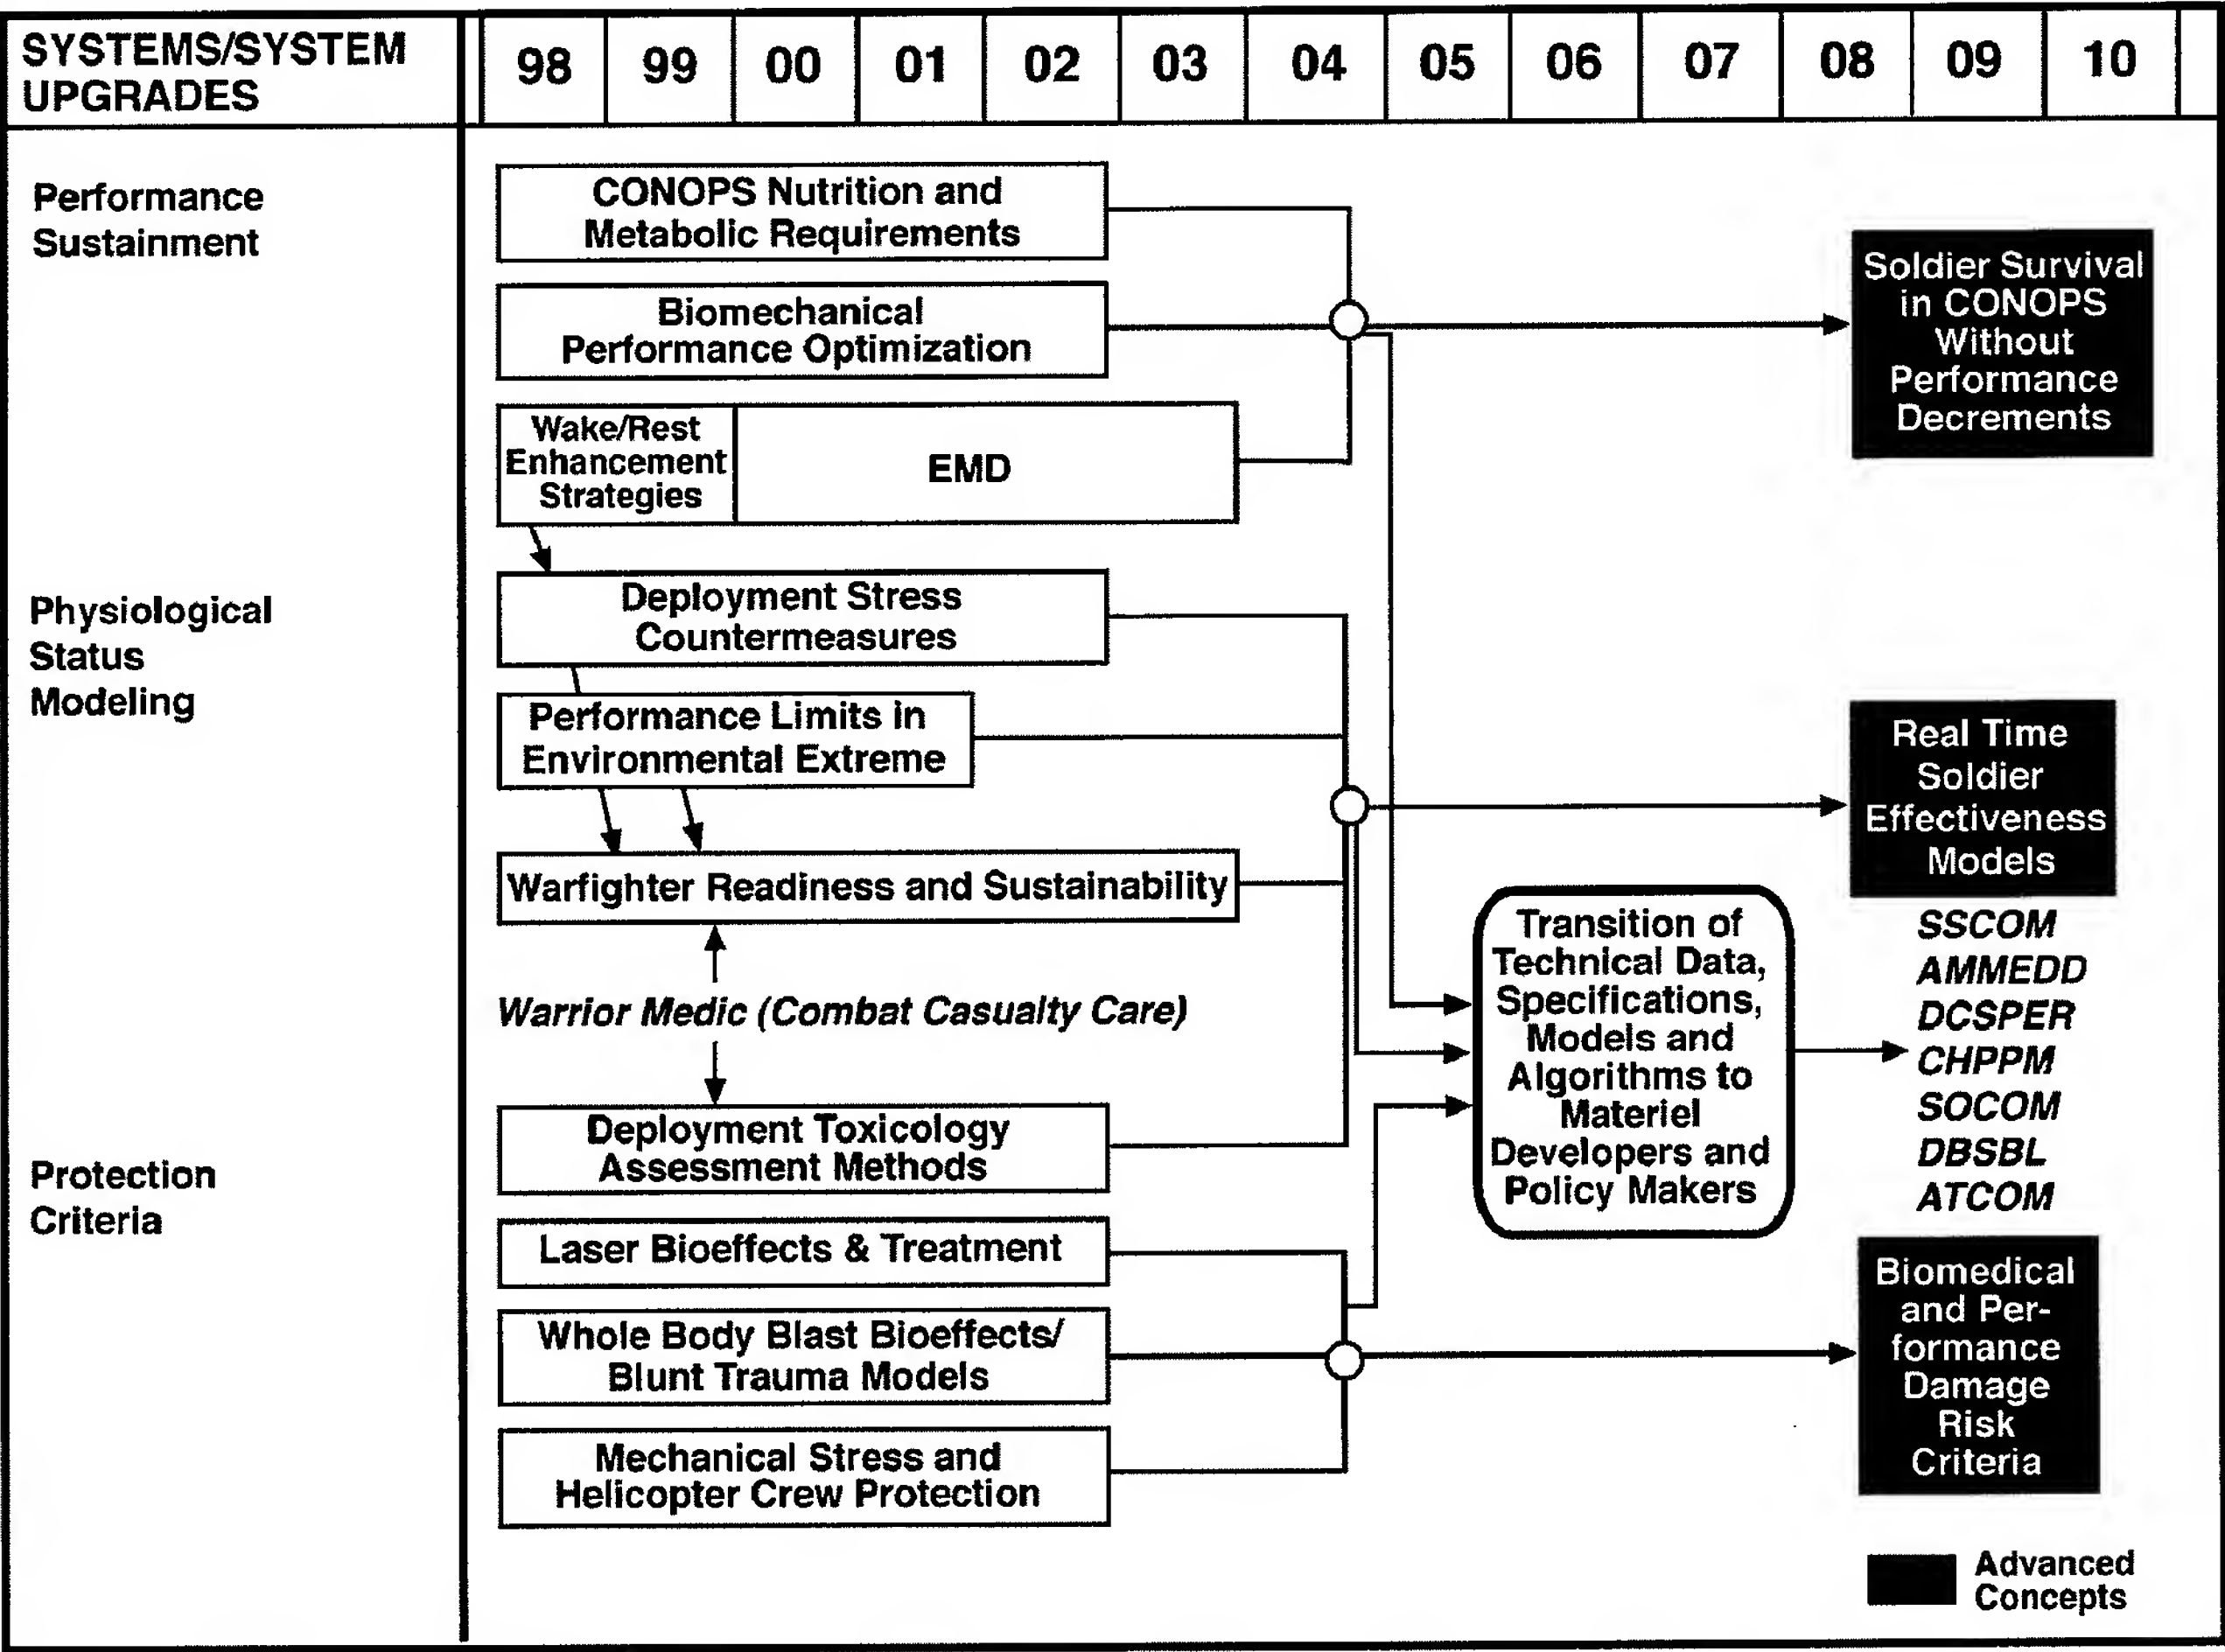 SYSTEMS/SYSTEM
UPGRADES
98 99 00 01 02 03 04 05 06 07 08 09 10
Performance
Sustainment
CONOPS Nutrition and
Metabolic Requirements
Biomechanical
Performance Optimization
Wake/Rest
Enhancement
Strategies
EMD
Soldier Survival
in CONOPS
Without
Performance
Decrements
Physiological
Status
Modeling
Deployment Stress
Countermeasures
Performance Limits in
Environmental Extreme
Warfighter Readiness and Sustainability
Real Time
Soldier
Effectiveness
Models
Warrior Medic (Combat Casualty Care)
Transition of
Technical Data,
Specifications,
Models and
Algorithms to
Materiel
Developers and
Policy Makers
SSCOM
AMMEDD
DCSPER
CHPPM
SOCOM
DBSBL
ATCOM
Protection
Criteria
Deployment Toxicology
Assessment Methods
Laser Bioeffects & Treatment
Whole Body Blast Bioeffects/
Blunt Trauma Models
Mechanical Stress and
Helicopter Crew Protection
Biomedical
and Per-
formance
Damage
Risk
Criteria
Advanced
Concepts